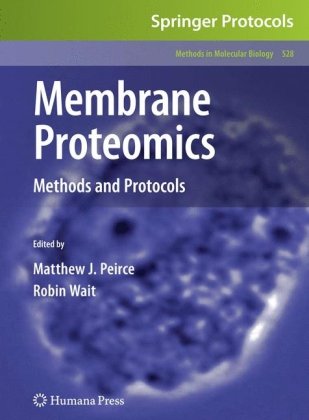 Springer Protocols
Methods in Molecular Biology 528
Membrane
Proteomics
Methods and Protocols
Edited by
Matthew J. Peirce
Robin Wait
Humana Press